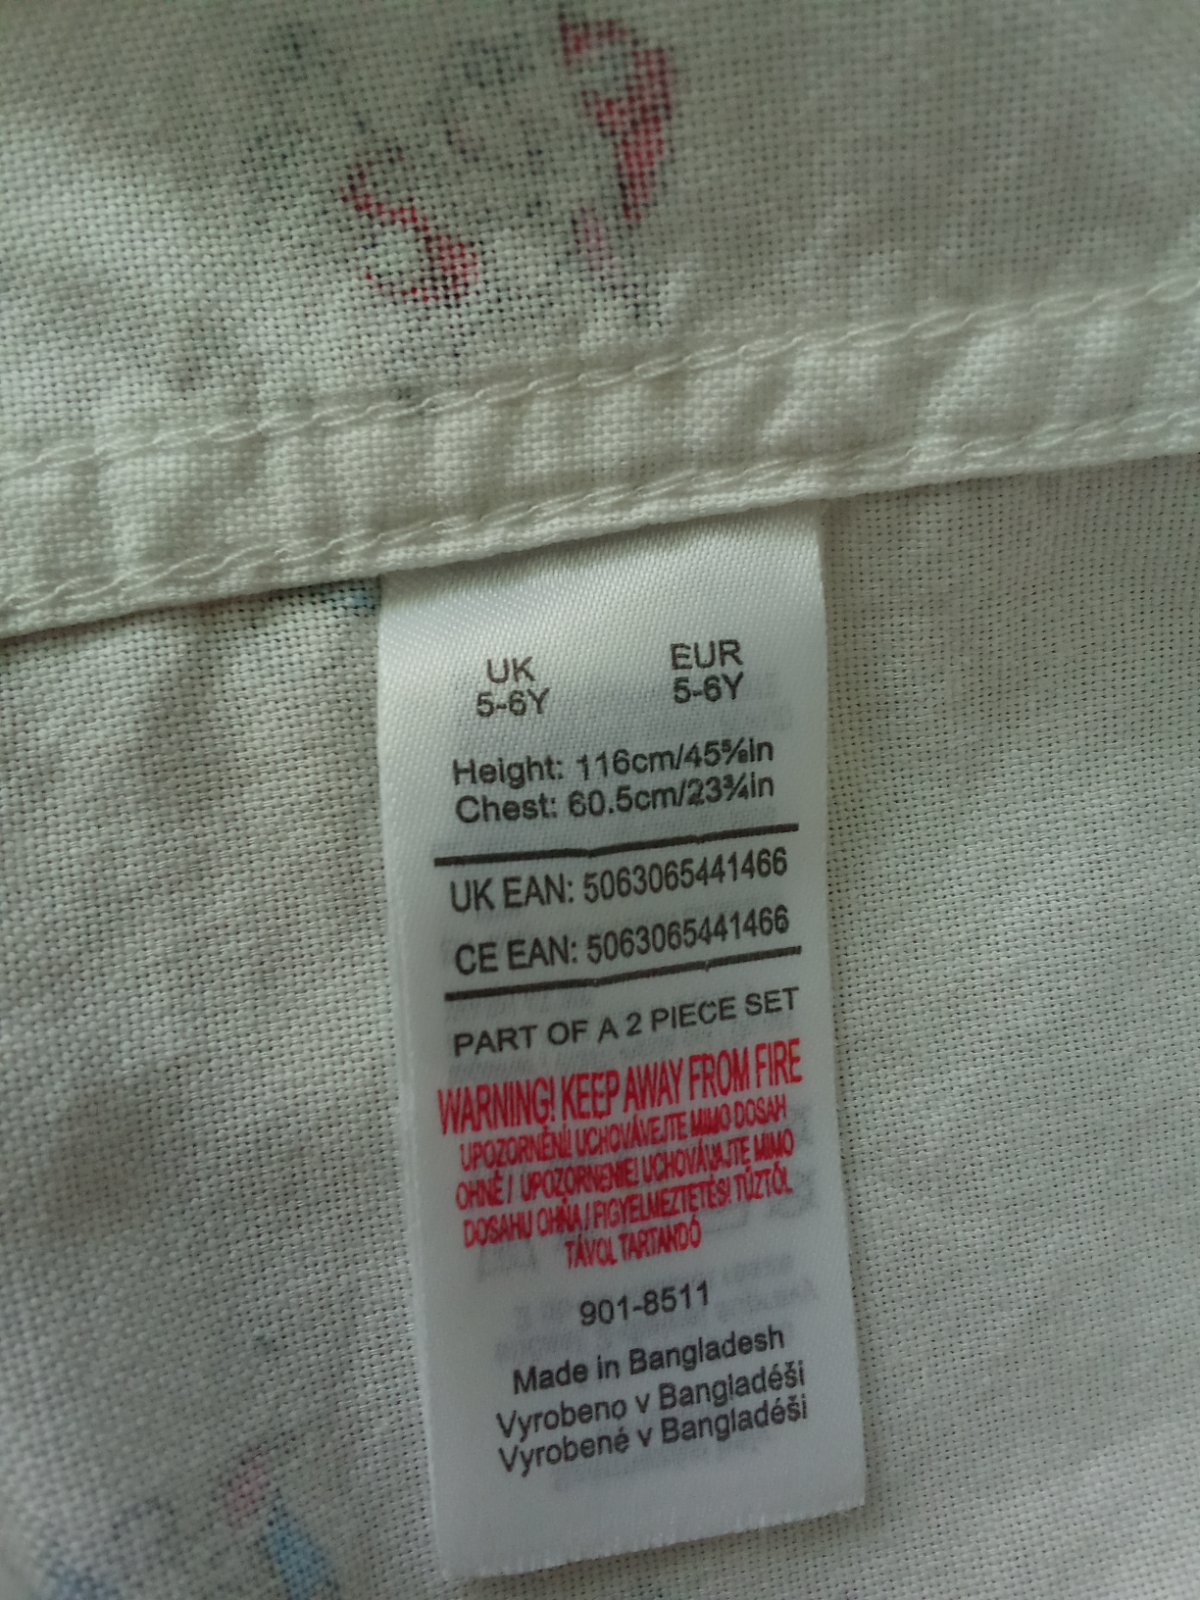 UK EUR
5-6Y 5-6Y
Height: 116cm/45⅝in
Chest: 60.5cm/23¾in
UK EAN: 5063065441466
CE EAN: 5063065441466
PART OF A 2 PIECE SET
WARNING! KEEP AWAY FROM FIRE
UPOZORNĚNÍ! UCHOVÁVEJTE MIMO DOSAH
OHNĚ / UPOZORNENIE! UCHOVÁVAJTE MIMO
DOSAHU OHŇA / FIGYELMEZTETÉS! TŰZTŐL
TÁVOL TARTANDÓ
901-8511
Made in Bangladesh
Vyrobeno v Bangladéši
Vyrobené v Bangladéši